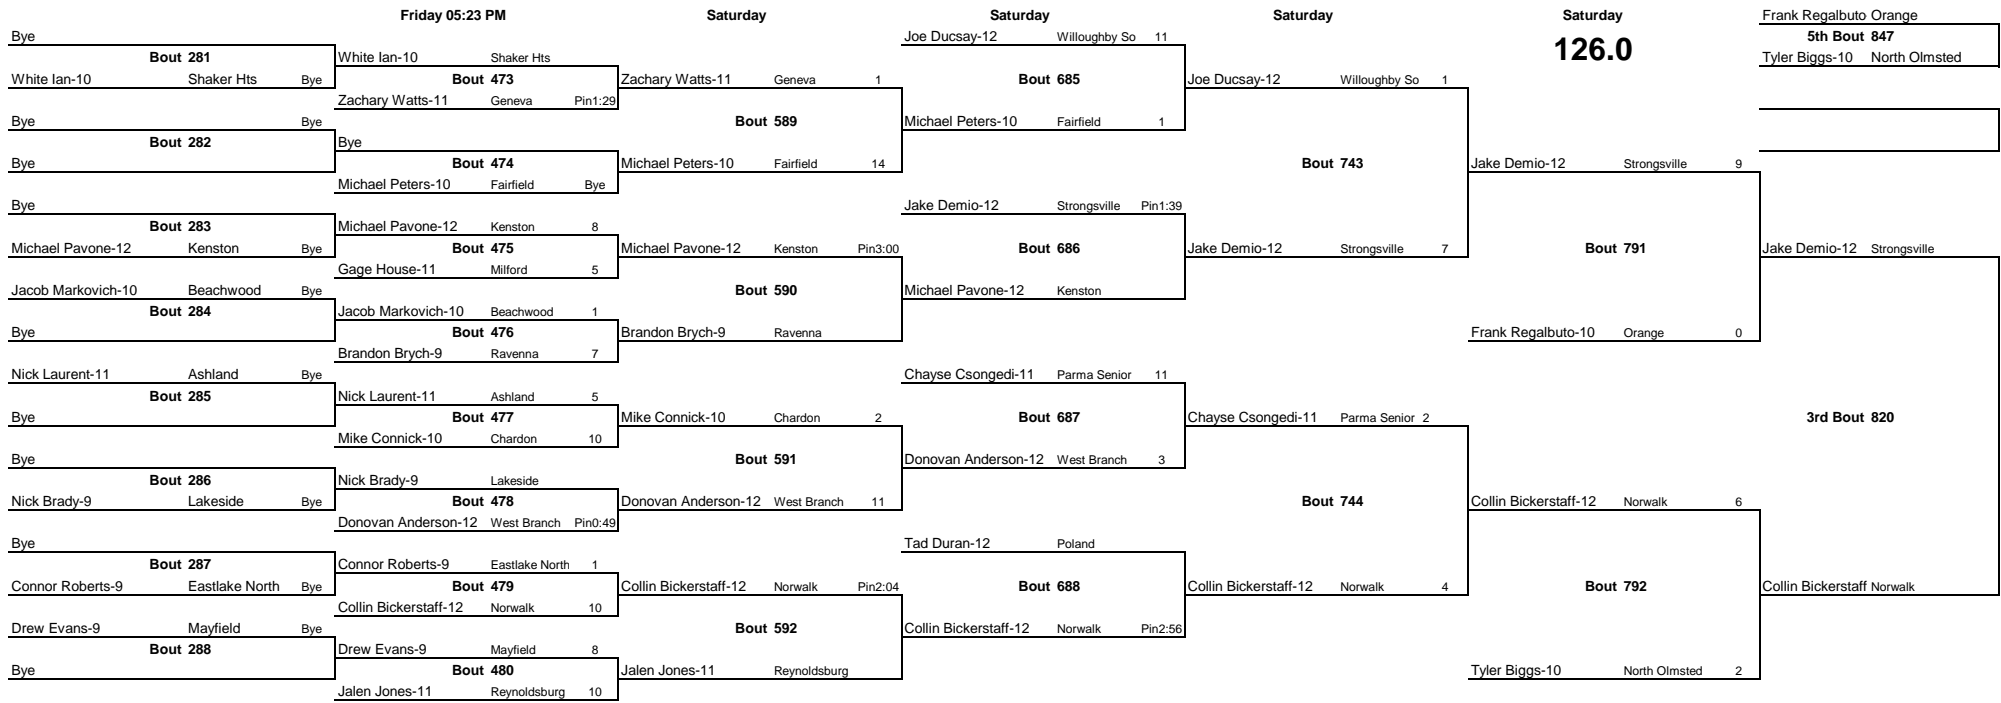 Friday 05:23 PM Saturday Saturday Saturday Saturday Frank Regalbuto Orange
Bye Joe Ducsay-12 Willoughby So 11 5th Bout 847
126.0
Bout 281 White Ian-10 Shaker Hts Tyler Biggs-10 North Olmsted
White Ian-10 Shaker Hts Bye Bout 473 Zachary Watts-11 Geneva 1 Bout 685 Joe Ducsay-12 Willoughby So 1
Zachary Watts-11 Geneva Pin1:29
Bye Bye Bout 589 Michael Peters-10 Fairfield 1
Bout 282 Bye
Bye Bout 474 Michael Peters-10 Fairfield 14 Bout 743 Jake Demio-12 Strongsville 9
Michael Peters-10 Fairfield Bye
Bye Jake Demio-12 Strongsville Pin1:39
Bout 283 Michael Pavone-12 Kenston 8
Michael Pavone-12 Kenston Bye Bout 475 Michael Pavone-12 Kenston Pin3:00 Bout 686 Jake Demio-12 Strongsville 7 Bout 791 Jake Demio-12 Strongsville
Gage House-11 Milford 5
Jacob Markovich-10 Beachwood Bye Bout 590 Michael Pavone-12 Kenston
Bout 284 Jacob Markovich-10 Beachwood 1
Bye Bout 476 Brandon Brych-9 Ravenna Frank Regalbuto-10 Orange 0
Brandon Brych-9 Ravenna 7
Nick Laurent-11 Ashland Bye Chayse Csongedi-11 Parma Senior 11
Bout 285 Nick Laurent-11 Ashland 5
Bye Bout 477 Mike Connick-10 Chardon 2 Bout 687 Chayse Csongedi-11 Parma Senior 2 3rd Bout 820
Mike Connick-10 Chardon 10
Bye Bout 591 Donovan Anderson-12 West Branch 3
Bout 286 Nick Brady-9 Lakeside
Nick Brady-9 Lakeside Bye Bout 478 Donovan Anderson-12 West Branch 11 Bout 744 Collin Bickerstaff-12 Norwalk 6
Donovan Anderson-12 West Branch Pin0:49
Bye Tad Duran-12 Poland
Bout 287 Connor Roberts-9 Eastlake North 1
Connor Roberts-9 Eastlake North Bye Bout 479 Collin Bickerstaff-12 Norwalk Pin2:04 Bout 688 Collin Bickerstaff-12 Norwalk 4 Bout 792 Collin Bickerstaff Norwalk
Collin Bickerstaff-12 Norwalk 10
Drew Evans-9 Mayfield Bye Bout 592 Collin Bickerstaff-12 Norwalk Pin2:56
Bout 288 Drew Evans-9 Mayfield 8
Bye Bout 480 Jalen Jones-11 Reynoldsburg Tyler Biggs-10 North Olmsted 2
Jalen Jones-11 Reynoldsburg 10